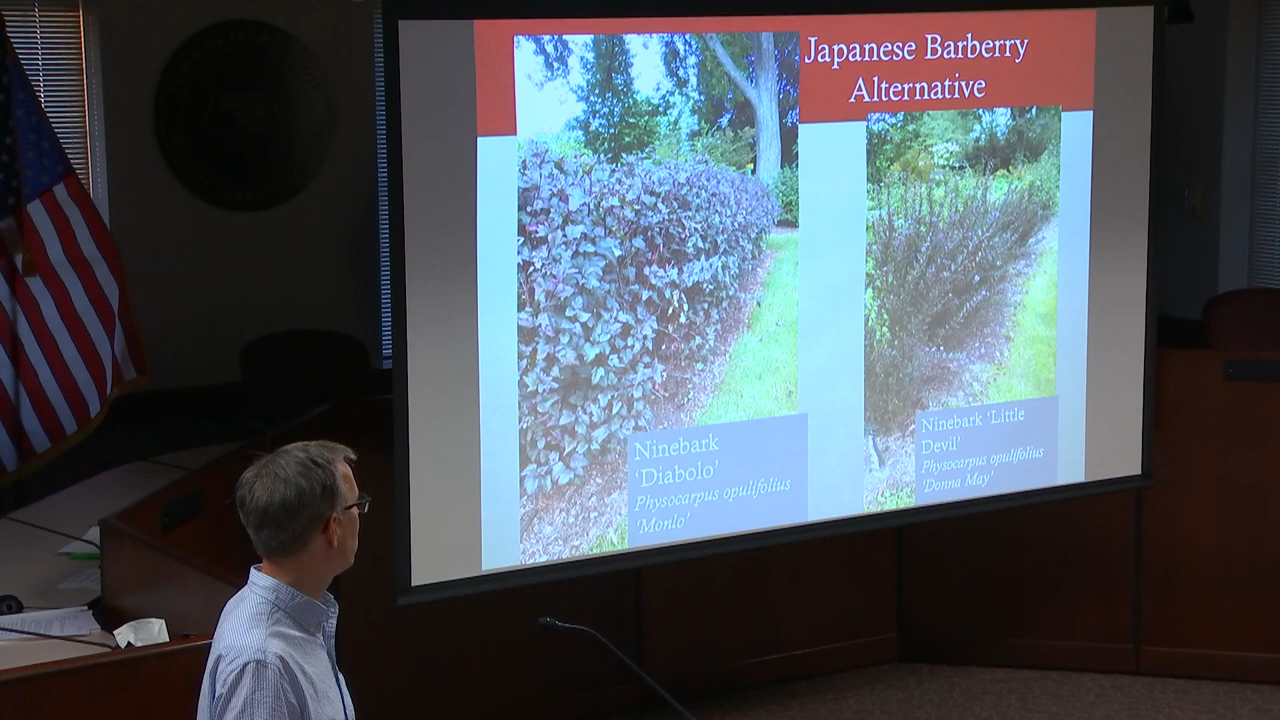 Japanese Barberry
Alternative
Ninebark
‘Diabolo’
Physocarpus opulifolius
‘Monlo’
Ninebark ‘Little
Devil’
Physocarpus opulifolius
‘Donna May’